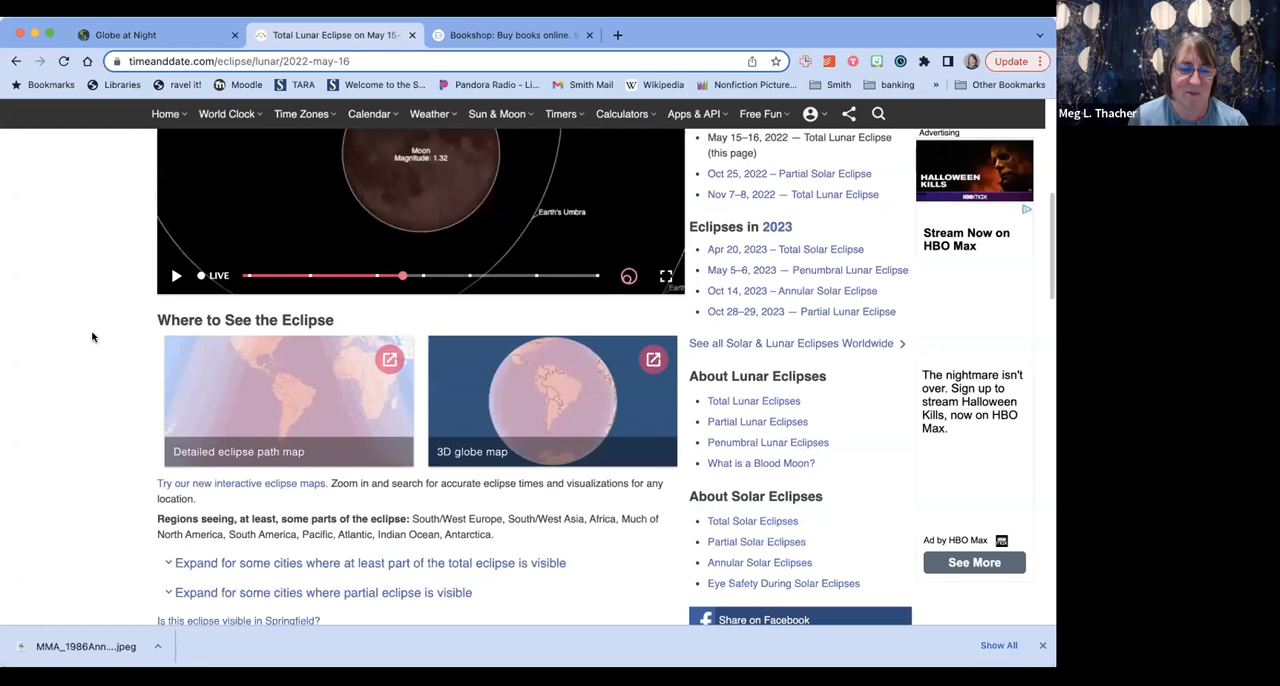 Globe at Night
Total Lunar Eclipse on May 15-
Bookshop: Buy books online.
timeanddate.com/eclipse/lunar/2022-may-16
Update
Bookmarks
Libraries
ravel it!
Moodle
TARA
Welcome to the S...
Pandora Radio – Li...
Smith Mail
Wikipedia
Nonfiction Picture...
Smith
banking
»
Other Bookmarks
Meg L. Thacher
Home
World Clock
Time Zones
Calendar
Weather
Sun & Moon
Timers
Calculators
Apps & API
Free Fun
Moon
Magnitude: 1.32
Earth's Umbra
LIVE
Where to See the Eclipse
Detailed eclipse path map
3D globe map
Try our new interactive eclipse maps. Zoom in and search for accurate eclipse times and visualizations for any
location.
Regions seeing, at least, some parts of the eclipse: South/West Europe, South/West Asia, Africa, Much of
North America, South America, Pacific, Atlantic, Indian Ocean, Antarctica.
Expand for some cities where at least part of the total eclipse is visible
Expand for some cities where partial eclipse is visible
Is this eclipse visible in Springfield?
May 15–16, 2022 — Total Lunar Eclipse
(this page)
Oct 25, 2022 — Partial Solar Eclipse
Nov 7–8, 2022 — Total Lunar Eclipse
Eclipses in 2023
Apr 20, 2023 – Total Solar Eclipse
May 5–6, 2023 — Penumbral Lunar Eclipse
Oct 14, 2023 – Annular Solar Eclipse
Oct 28–29, 2023 — Partial Lunar Eclipse
See all Solar & Lunar Eclipses Worldwide
About Lunar Eclipses
Total Lunar Eclipses
Partial Lunar Eclipses
Penumbral Lunar Eclipses
What is a Blood Moon?
About Solar Eclipses
Total Solar Eclipses
Partial Solar Eclipses
Annular Solar Eclipses
Eye Safety During Solar Eclipses
Share on Facebook
Advertising
HALLOWEEN
KILLS
HBOMAX
Stream Now on
HBO Max
The nightmare isn't
over. Sign up to
stream Halloween
Kills, now on HBO
Max.
Ad by HBO Max
See More
MMA_1986Ann....jpeg
Show All